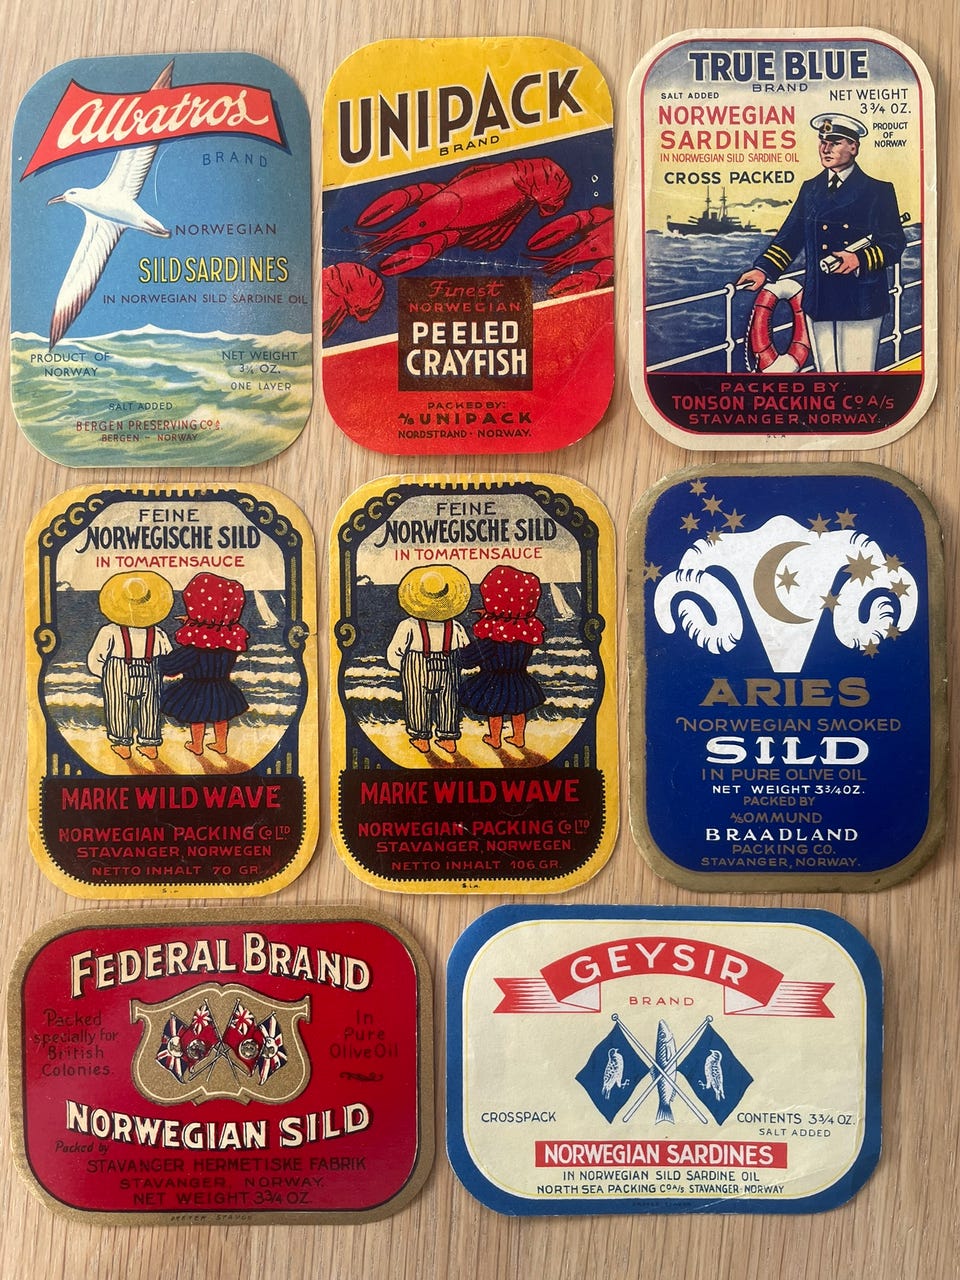 Albatros
BRAND
NORWEGIAN
SILDSARDINES
IN NORWEGIAN SILD SARDINE OIL
PRODUCT OF
NORWAY
NET WEIGHT
3¾ OZ.
ONE LAYER
SALT ADDED
BERGEN PRESERVING Co.
BERGEN - NORWAY
UNIPACK
BRAND
Finest
NORWEGIAN
PEELED
CRAYFISH
PACKED BY:
A/S UNIPACK
NORDSTRAND - NORWAY.
TRUE BLUE
BRAND
SALT ADDED
NET WEIGHT
3¾ OZ.
NORWEGIAN
SARDINES
IN NORWEGIAN SILD SARDINE OIL
PRODUCT
OF
NORWAY
CROSS PACKED
PACKED BY:
TONSON PACKING Co A/S
STAVANGER, NORWAY.
FEINE
NORWEGISCHE SILD
IN TOMATENSAUCE
MARKE WILD WAVE
NORWEGIAN PACKING Co LTD
STAVANGER, NORWEGEN.
NETTO INHALT 70 GR.
FEINE
NORWEGISCHE SILD
IN TOMATENSAUCE
MARKE WILD WAVE
NORWEGIAN PACKING Co LTD
STAVANGER, NORWEGEN.
NETTO INHALT 106 GR.
ARIES
NORWEGIAN SMOKED
SILD
IN PURE OLIVE OIL
NET WEIGHT 3¾ OZ.
PACKED BY
A/S OMMUND
BRAADLAND
PACKING CO.
STAVANGER, NORWAY.
FEDERAL BRAND
Packed
specially for
British
Colonies.
In
Pure
Olive Oil
NORWEGIAN SILD
Packed by
STAVANGER HERMETISKE FABRIK
STAVANGER, NORWAY.
NET WEIGHT 3¾ OZ.
GEYSIR
BRAND
CROSSPACK
CONTENTS 3¾ OZ.
SALT ADDED
NORWEGIAN SARDINES
IN NORWEGIAN SILD SARDINE OIL
NORTH SEA PACKING Co A/S STAVANGER NORWAY